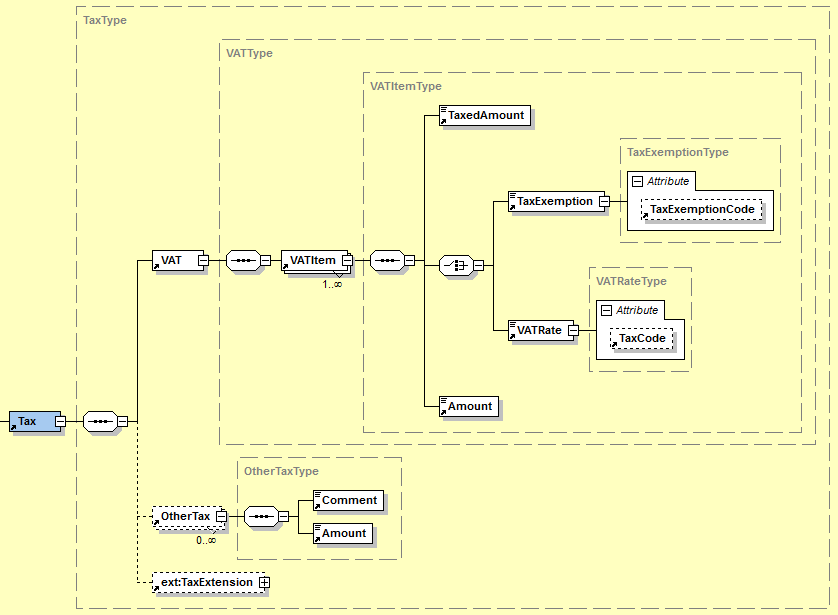 TaxType
VATType
VATItemType
TaxedAmount
TaxExemptionType
Attribute
TaxExemption
TaxExemptionCode
VAT
VATItem
1..∞
VATRateType
Attribute
VATRate
TaxCode
Amount
Tax
OtherTaxType
Comment
OtherTax
Amount
0..∞
ext:TaxExtension